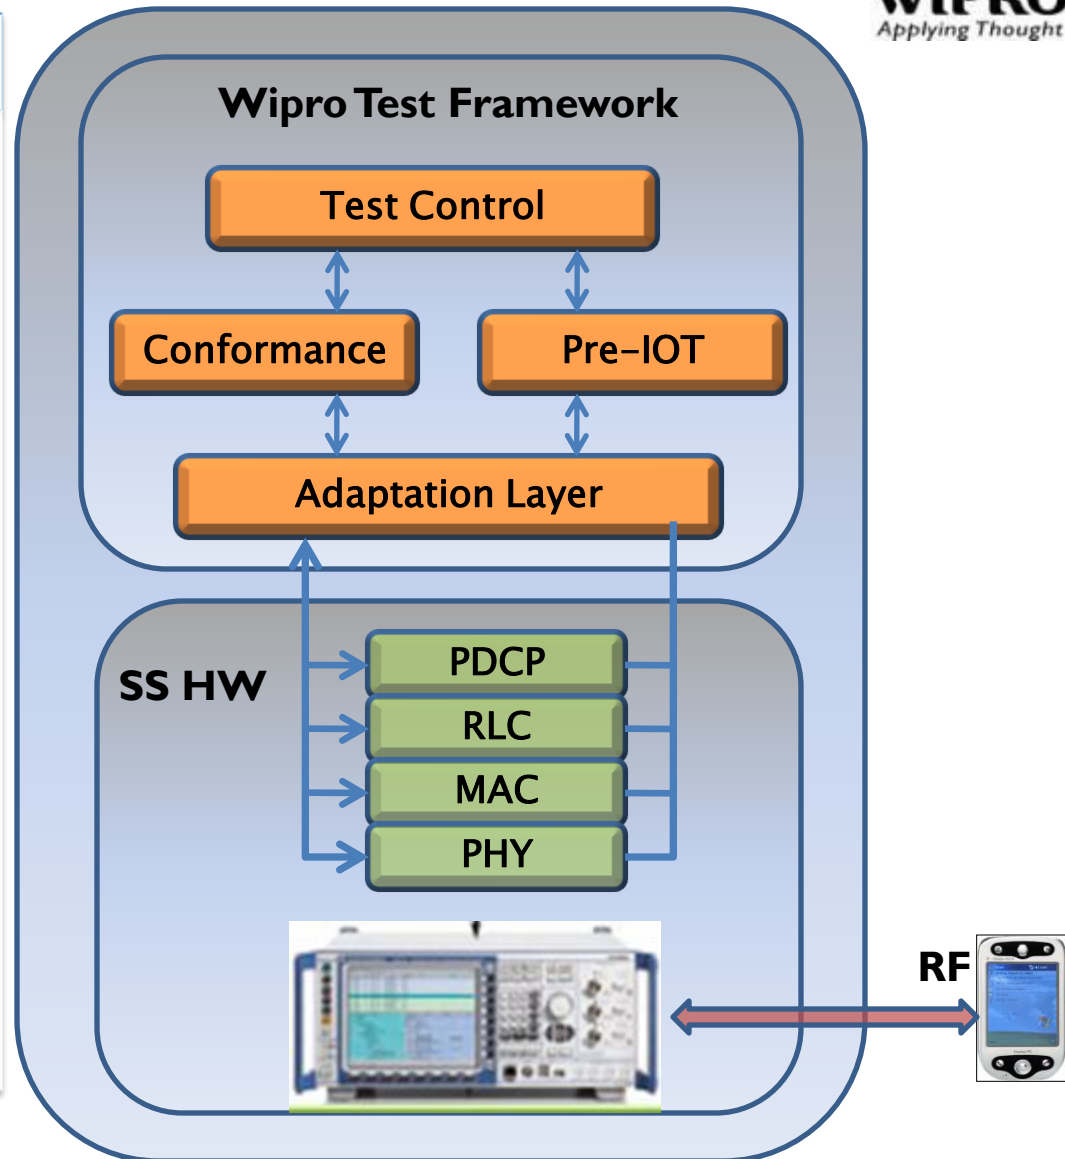 WIPRO
Applying Thought
Wipro Test Framework
Test Control
Conformance
Pre-IOT
Adaptation Layer
SS HW
PDCP
RLC
MAC
PHY
RF